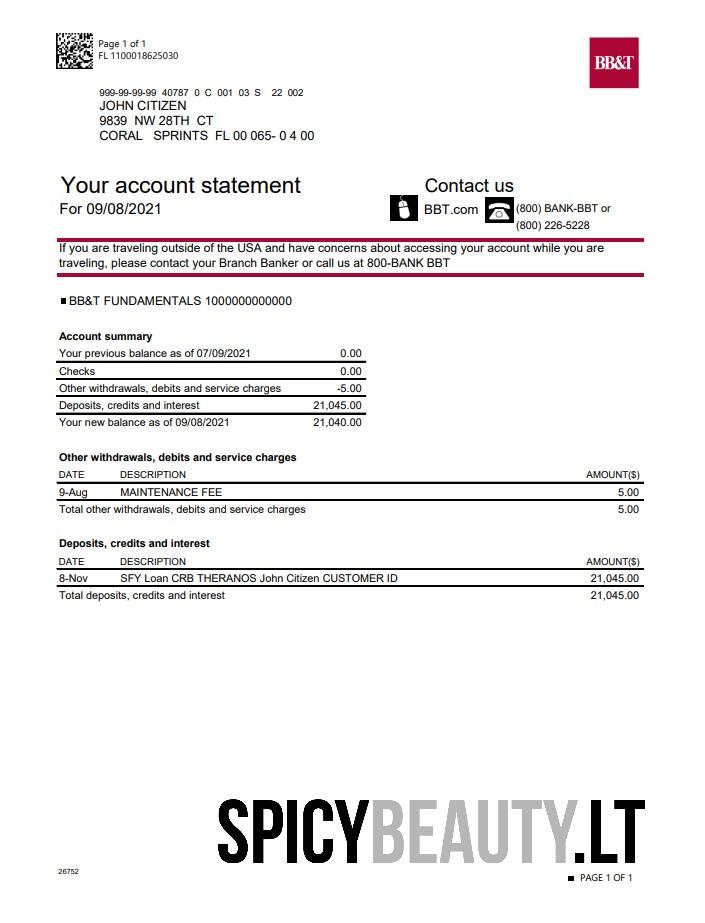 Page 1 of 1
FL 1100018625030
BB&T
999-99-99-99 40787 0 C 001 03 S 22 002
JOHN CITIZEN
9839 NW 28TH CT
CORAL SPRINTS FL 00 065- 0 4 00
Your account statement
For 09/08/2021
Contact us
BBT.com
(800) BANK-BBT or
(800) 226-5228
If you are traveling outside of the USA and have concerns about accessing your account while you are
traveling, please contact your Branch Banker or call us at 800-BANK BBT
BB&T FUNDAMENTALS 1000000000000
Account summary
Your previous balance as of 07/09/2021 0.00
Checks 0.00
Other withdrawals, debits and service charges -5.00
Deposits, credits and interest 21,045.00
Your new balance as of 09/08/2021 21,040.00
Other withdrawals, debits and service charges
DATE DESCRIPTION AMOUNT($)
9-Aug MAINTENANCE FEE 5.00
Total other withdrawals, debits and service charges 5.00
Deposits, credits and interest
DATE DESCRIPTION AMOUNT($)
8-Nov SFY Loan CRB THERANOS John Citizen CUSTOMER ID 21,045.00
Total deposits, credits and interest 21,045.00
SPICYBEAUTY.LT
26752
PAGE 1 OF 1